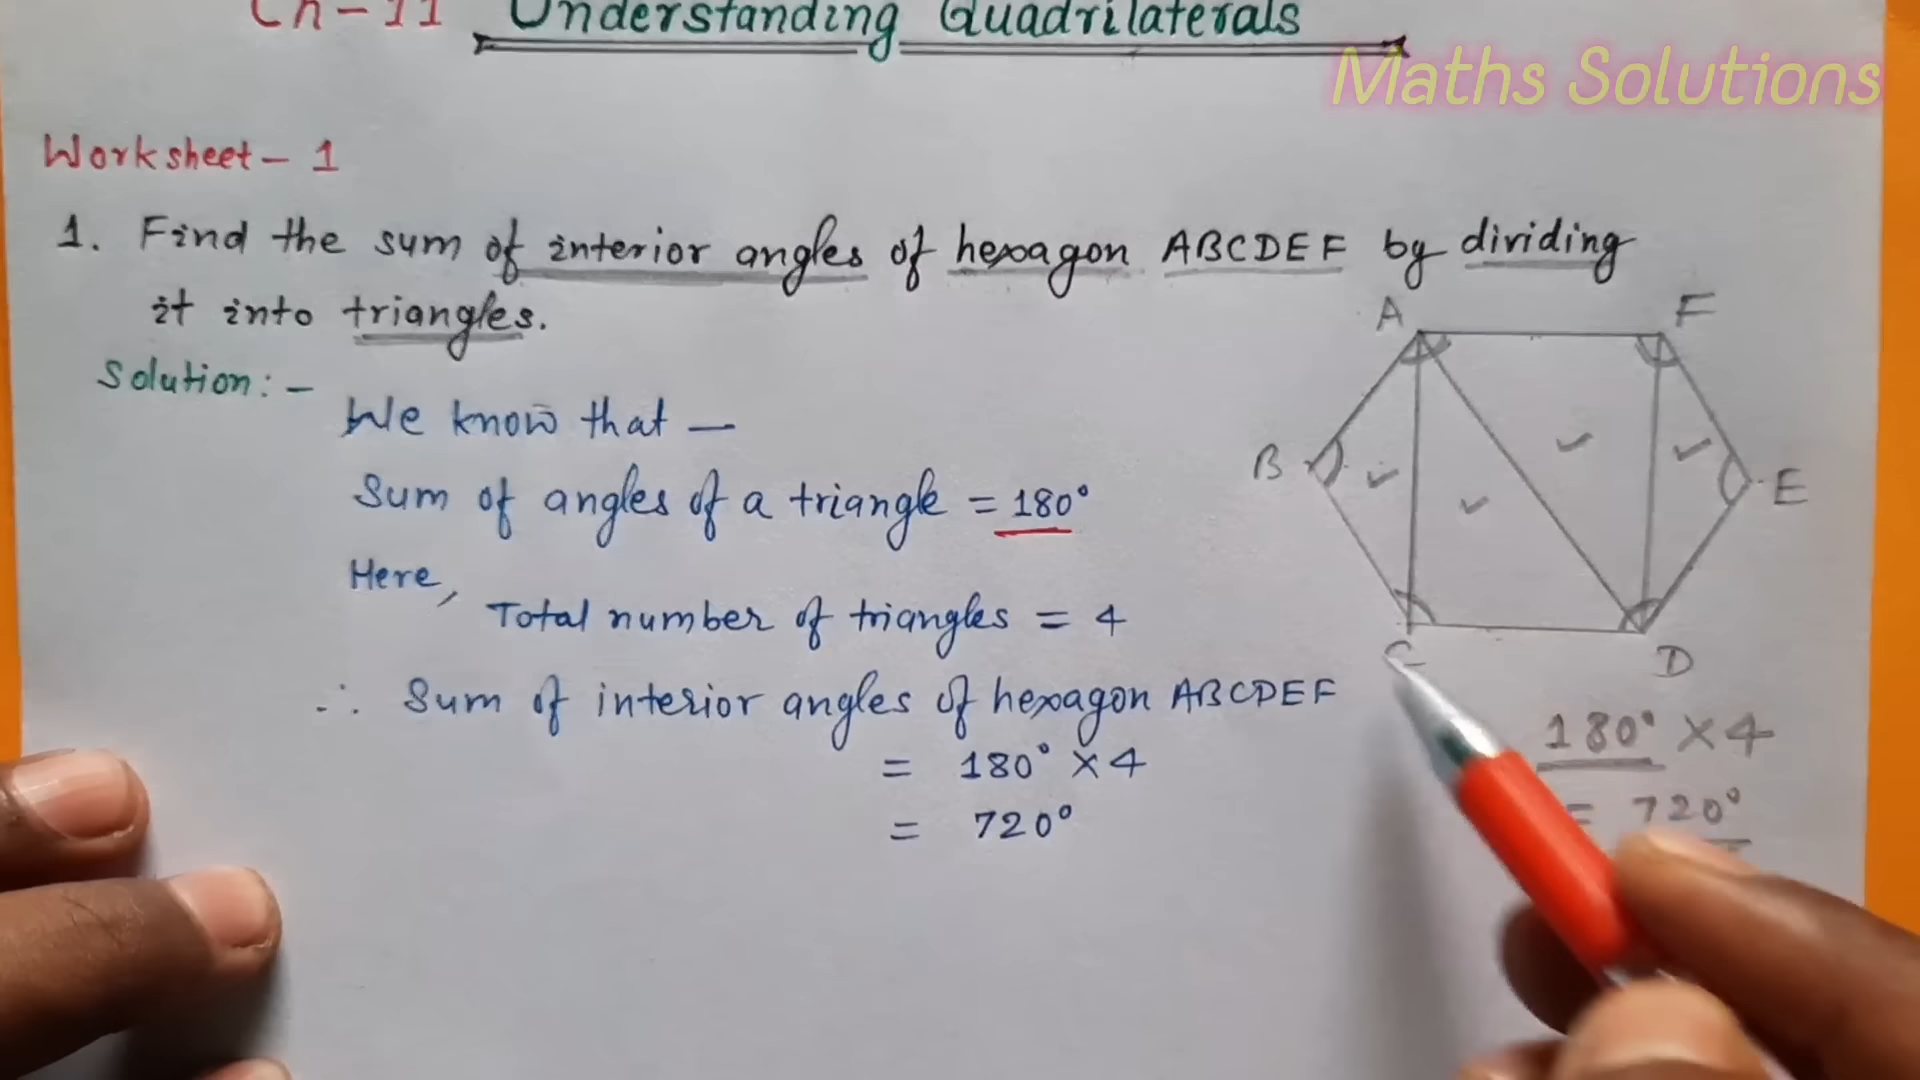 Ch-11 Understanding Quadrilaterals
Maths Solutions
Worksheet-1
1. Find the sum of interior angles of hexagon ABCDEF by dividing
it into triangles.
Solution:-
We know that —
Sum of angles of a triangle = 180°
Here,
Total number of triangles = 4
∴ Sum of interior angles of hexagon ABCDEF
= 180° × 4
= 720°
A
F
B
E
C
D
180° × 4
= 720°